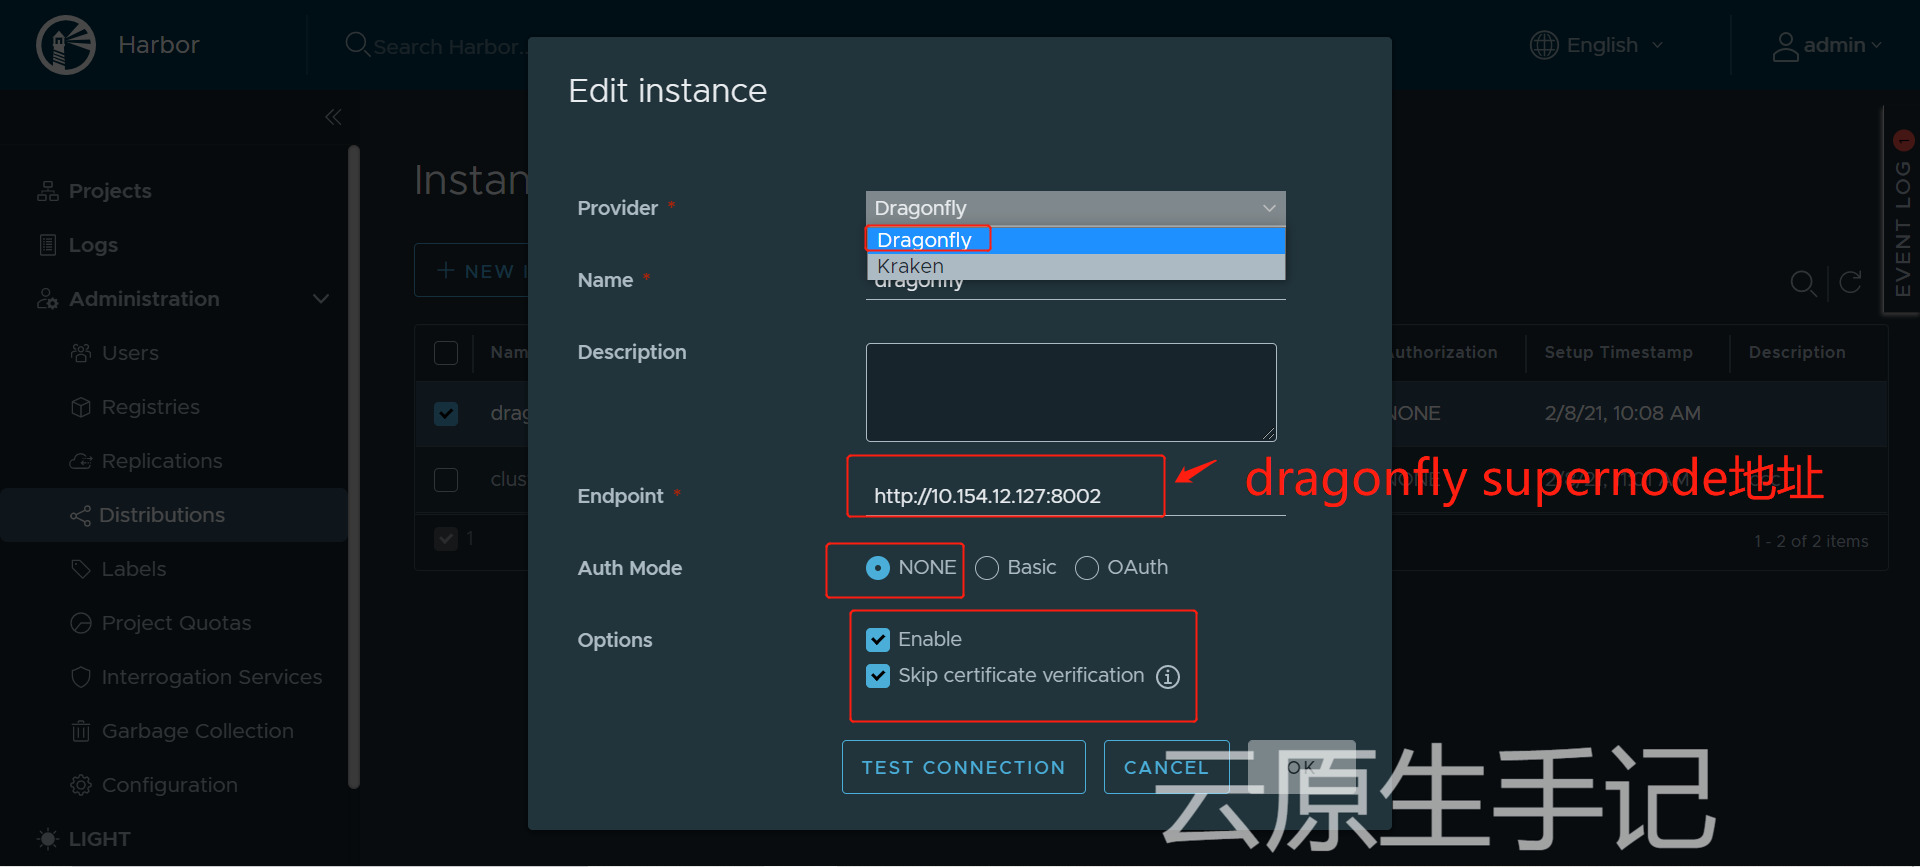 Harbor
Search Harbor...
English
admin
Edit instance
EVENT LOG
1
Projects
Logs
Administration
Users
Registries
Replications
Distributions
Labels
Project Quotas
Interrogation Services
Garbage Collection
Configuration
LIGHT
Instan
+ NEW I
Nam
drag
clus
1
Provider *
Dragonfly
Dragonfly
Kraken
Name *
dragonfly
Description
Endpoint *
http://10.154.12.127:8002
dragonfly supernode地址
Auth Mode
NONE
Basic
OAuth
Options
Enable
Skip certificate verification
TEST CONNECTION
CANCEL
OK
uthorization
Setup Timestamp
Description
NONE
2/8/21, 10:08 AM
1 - 2 of 2 items
云原生手记